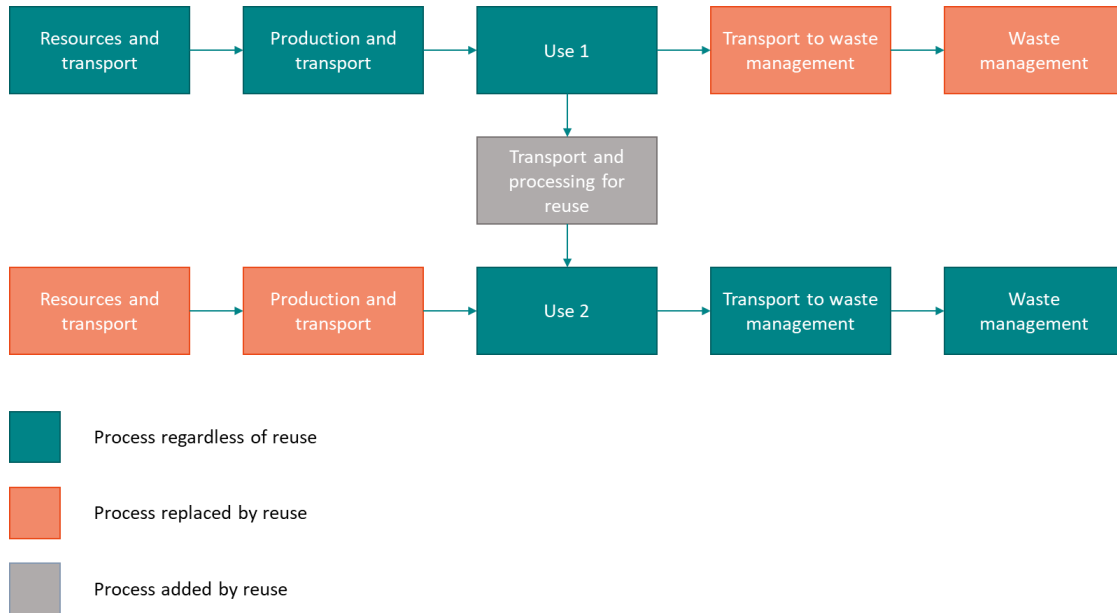 Resources and
transport
Production and
transport
Use 1
Transport to waste
management
Waste
management
Transport and
processing for
reuse
Resources and
transport
Production and
transport
Use 2
Transport to waste
management
Waste
management
Process regardless of reuse
Process replaced by reuse
Process added by reuse